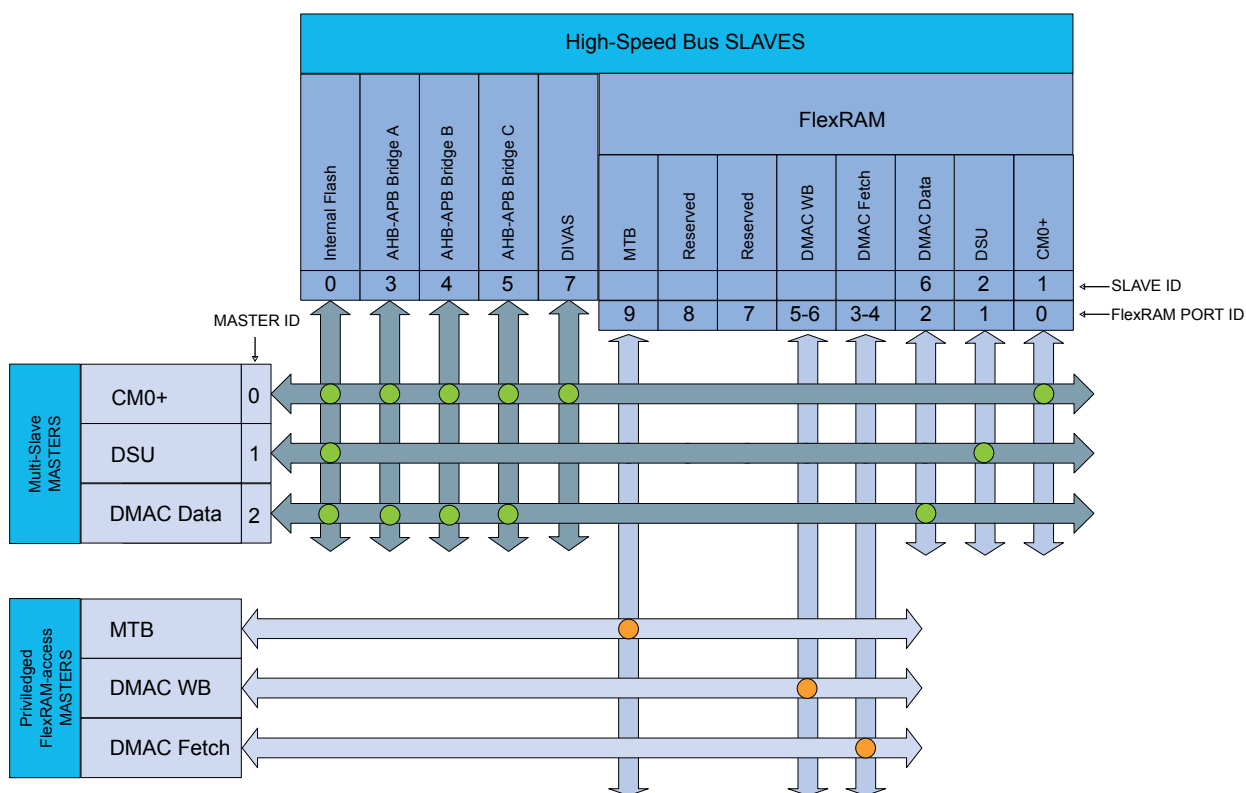 High-Speed Bus SLAVES
FlexRAM
Internal Flash
AHB-APB Bridge A
AHB-APB Bridge B
AHB-APB Bridge C
DIVAS
MTB
Reserved
Reserved
DMAC WB
DMAC Fetch
DMAC Data
DSU
CM0+
0 3 4 5 7 6 2 1 SLAVE ID
9 8 7 5-6 3-4 2 1 0 FlexRAM PORT ID
MASTER ID
Multi-Slave
MASTERS
CM0+ 0
DSU 1
DMAC Data 2
Priviledged
FlexRAM-access
MASTERS
MTB
DMAC WB
DMAC Fetch